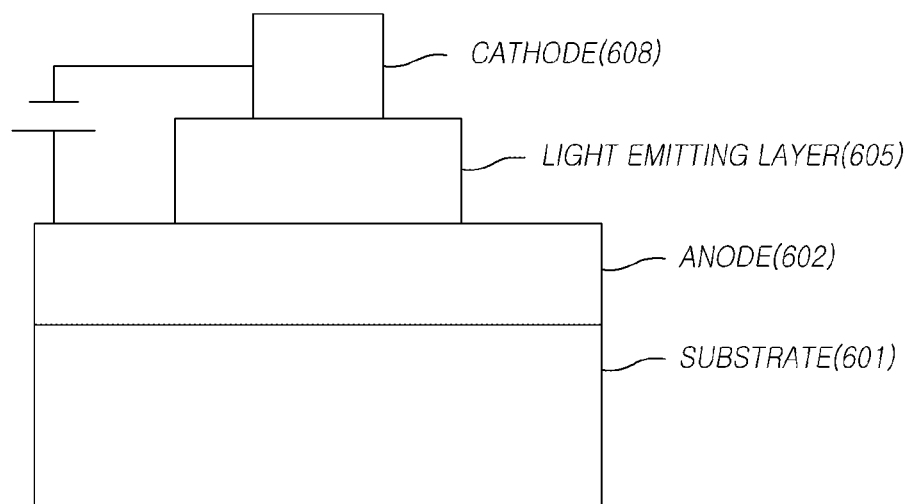 CATHODE(608)
LIGHT EMITTING LAYER(605)
ANODE(602)
SUBSTRATE(601)